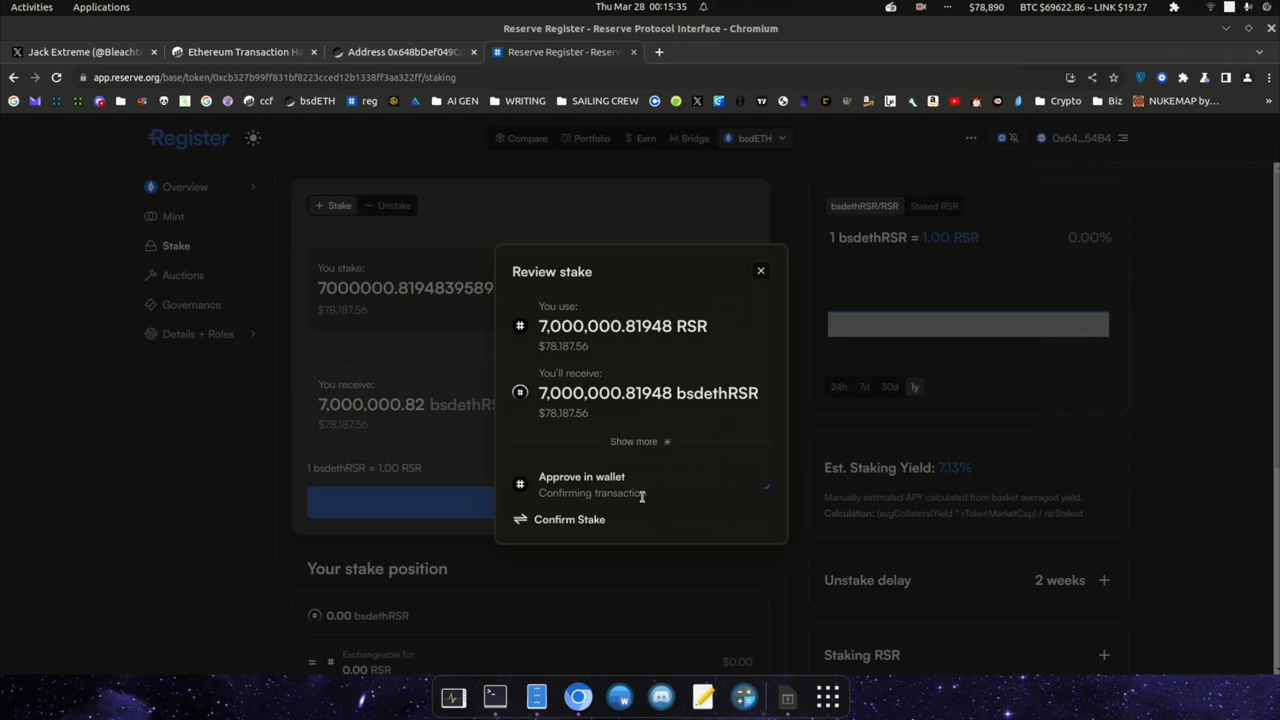 Activities Applications Thu Mar 28 00:15:35 $78,890 BTC $69622.86 ~ LINK $19.27
Reserve Register - Reserve Protocol Interface - Chromium
Jack Extreme (@Bleacht × Ethereum Transaction Ha × Address 0x648bDef049C × Reserve Register - Reserv × +
app.reserve.org/base/token/0xcb327b99ff831bf8223cced12b1338ff3aa322ff/staking
ccf bsdETH reg AI GEN WRITING SAILING CREW Crypto Biz NUKEMAP by... »
Register Compare Portfolio $ Earn Bridge bsdETH ... 0x64_54B4
Overview
Mint
Stake
Auctions
Governance
Details + Roles
+ Stake − Unstake
You stake:
7000000.8194839589
$78,187.56
You receive:
7,000,000.82 bsdethRS
$78,187.56
1 bsdethRSR = 1.00 RSR
Review stake ×
You use:
7,000,000.81948 RSR
$78,187.56
You'll receive:
7,000,000.81948 bsdethRSR
$78,187.56
Show more
Approve in wallet
Confirming transaction
Confirm Stake
Your stake position
0.00 bsdethRSR
= Exchangeable for
0.00 RSR $0.00
bsdethRSR/RSR Staked RSR
1 bsdethRSR = 1.00 RSR 0.00%
24h 7d 30d 1y
Est. Staking Yield: 7.13%
Manually estimated APY calculated from basket averaged yield.
Calculation: (avgCollateralYield * rTokenMarketCap) / rsrStaked
Unstake delay 2 weeks +
Staking RSR +